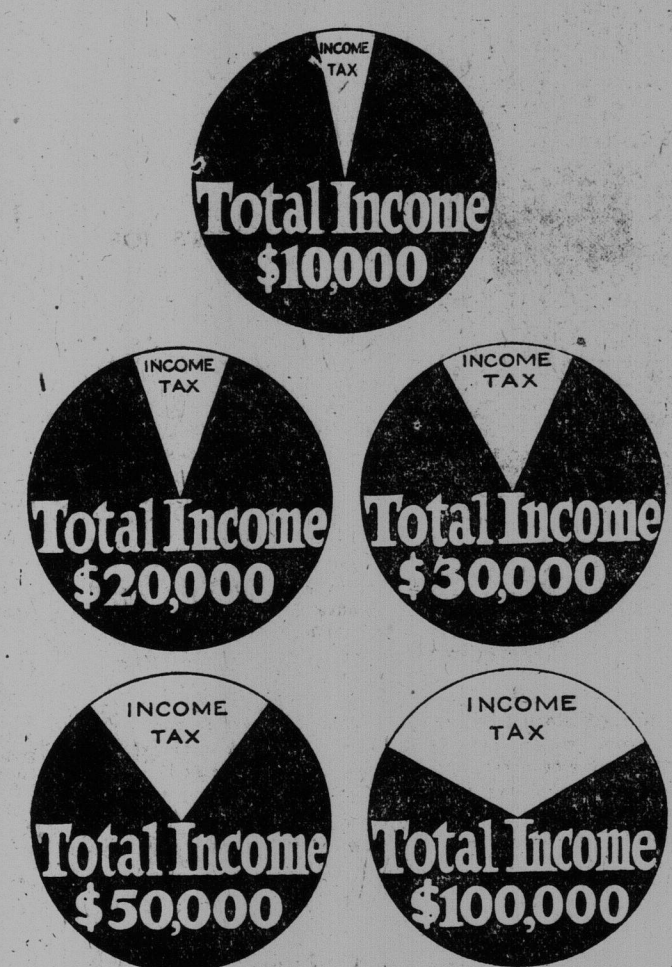 INCOME
TAX
Total Income
$10,000
INCOME
TAX
Total Income
$20,000
INCOME
TAX
Total Income
$30,000
INCOME
TAX
Total Income
$50,000
INCOME
TAX
Total Income
$100,000